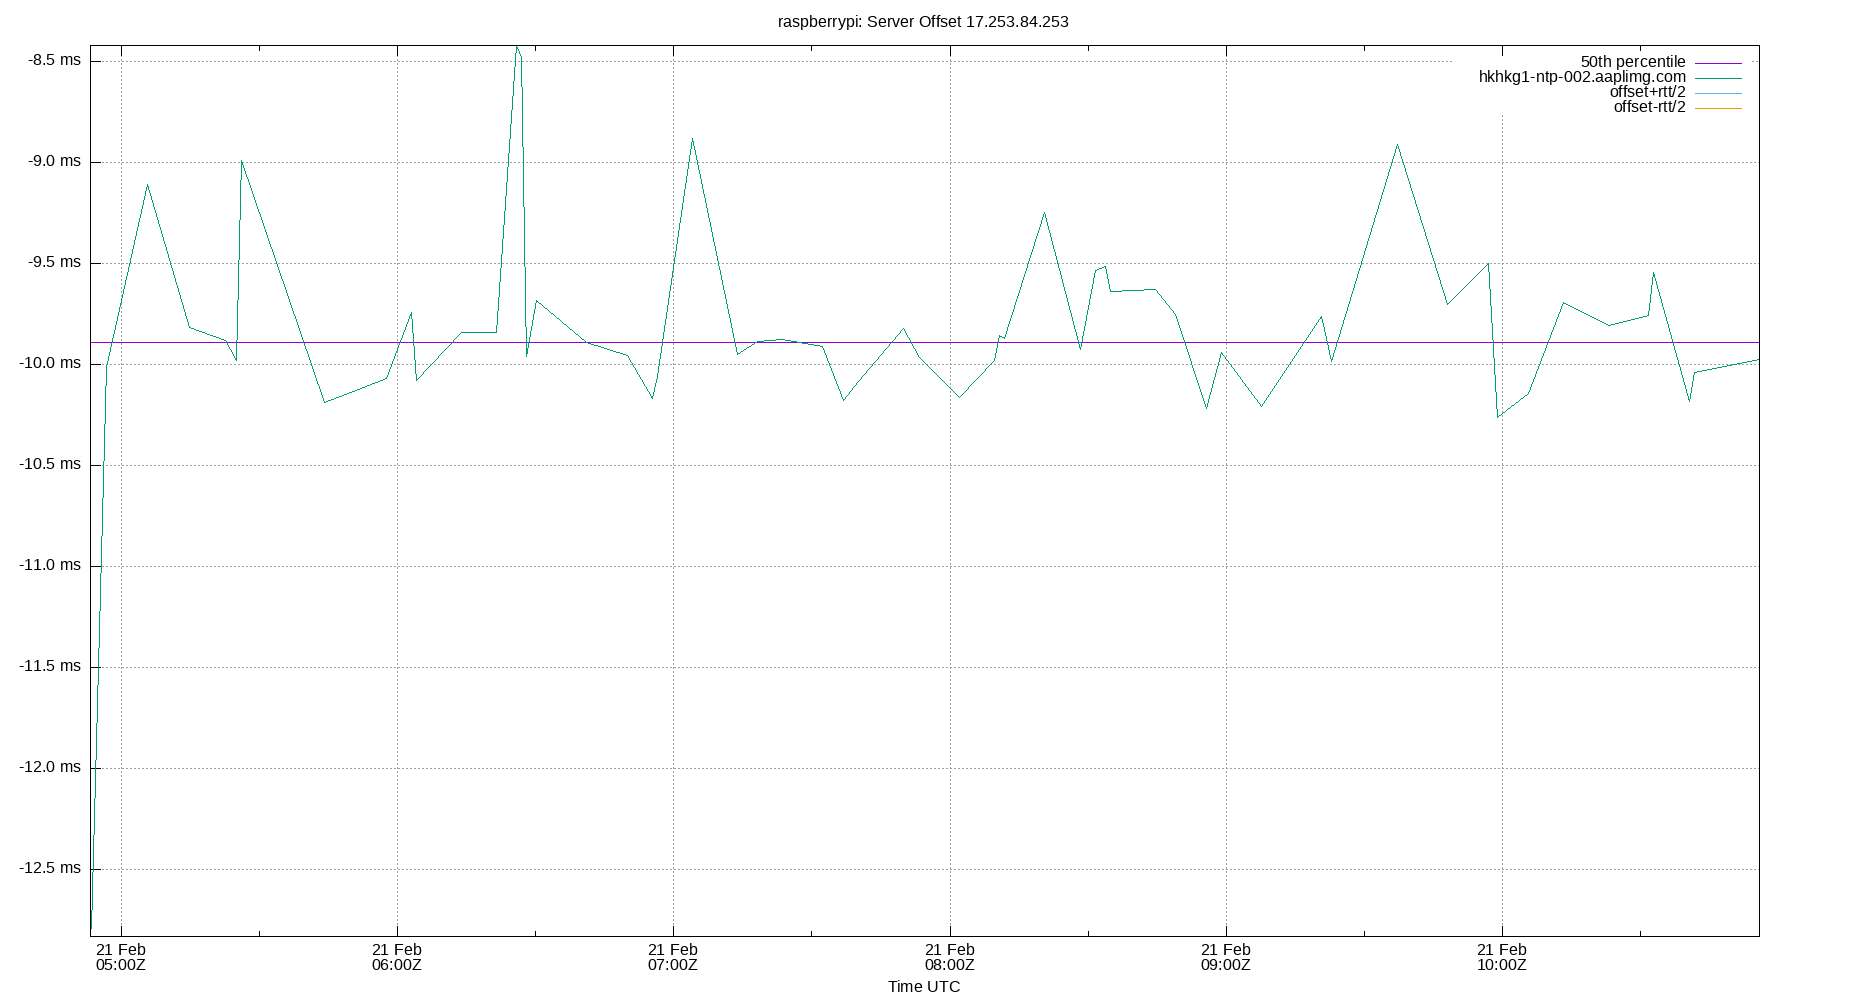 raspberrypi: Server Offset 17.253.84.253
-8.5 ms
-9.0 ms
-9.5 ms
-10.0 ms
-10.5 ms
-11.0 ms
-11.5 ms
-12.0 ms
-12.5 ms
50th percentile
hkhkg1-ntp-002.aaplimg.com
offset+rtt/2
offset-rtt/2
21 Feb
05:00Z
21 Feb
06:00Z
21 Feb
07:00Z
21 Feb
08:00Z
21 Feb
09:00Z
21 Feb
10:00Z
Time UTC